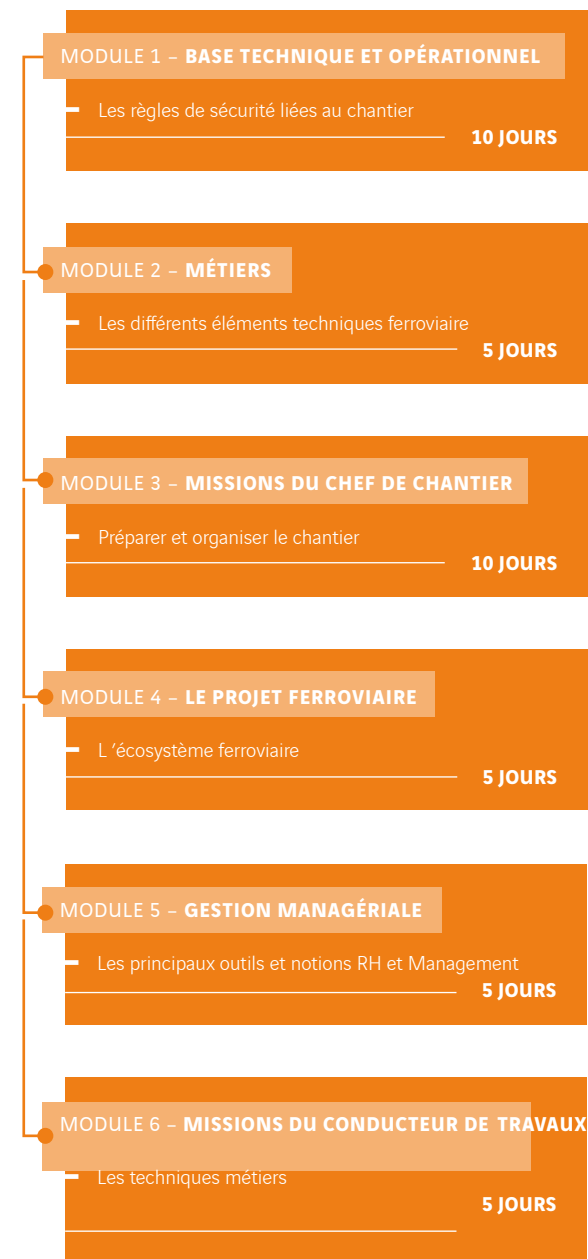 MODULE 1 – BASE TECHNIQUE ET OPÉRATIONNEL
Les règles de sécurité liées au chantier
10 JOURS
MODULE 2 – MÉTIERS
Les différents éléments techniques ferroviaire
5 JOURS
MODULE 3 – MISSIONS DU CHEF DE CHANTIER
Préparer et organiser le chantier
10 JOURS
MODULE 4 – LE PROJET FERROVIAIRE
L ‘écosystème ferroviaire
5 JOURS
MODULE 5 – GESTION MANAGÉRIALE
Les principaux outils et notions RH et Management
5 JOURS
MODULE 6 – MISSIONS DU CONDUCTEUR DE TRAVAUX
Les techniques métiers
5 JOURS